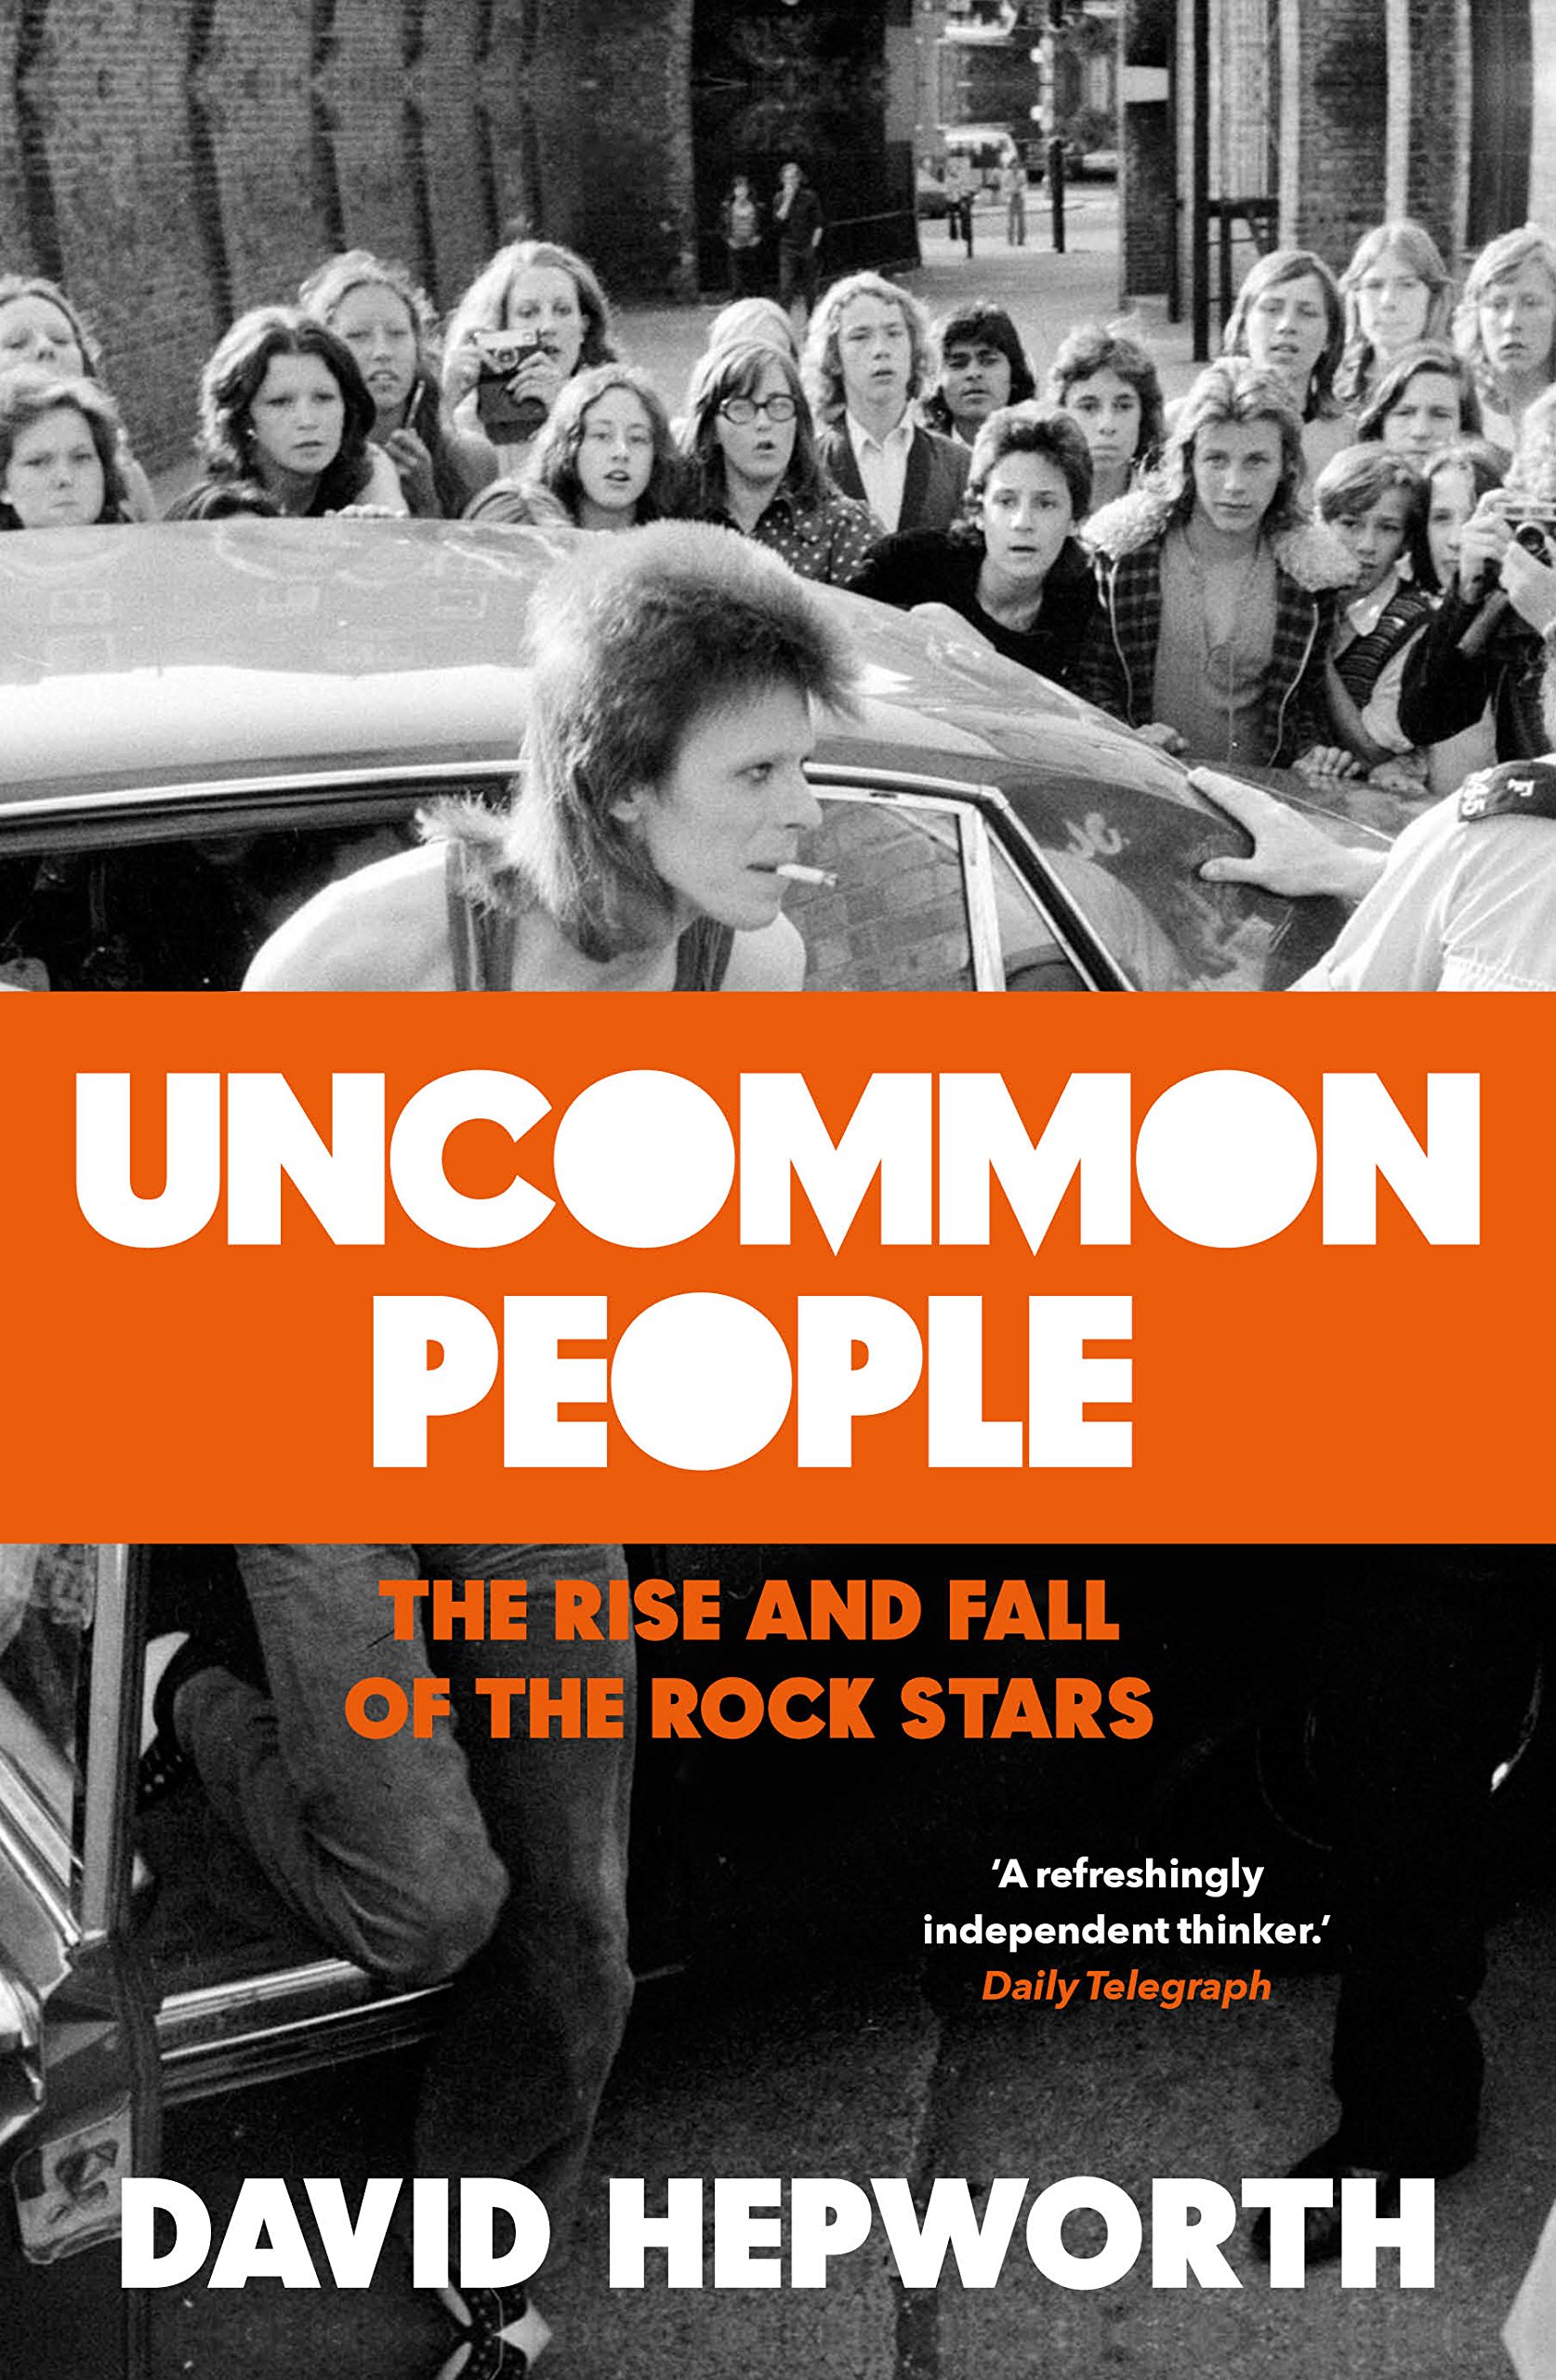 UNCOMMON
PEOPLE
THE RISE AND FALL
OF THE ROCK STARS
‘A refreshingly
independent thinker.’
Daily Telegraph
DAVID HEPWORTH